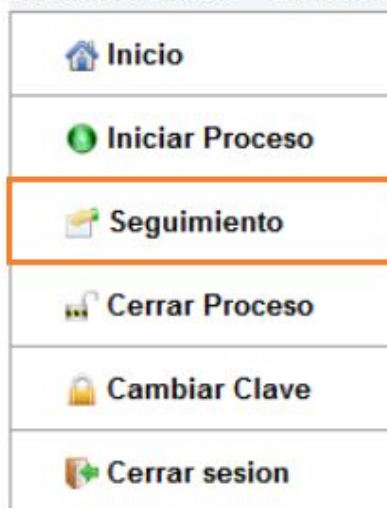 Inicio
Iniciar Proceso
Seguimiento
Cerrar Proceso
Cambiar Clave
Cerrar sesion